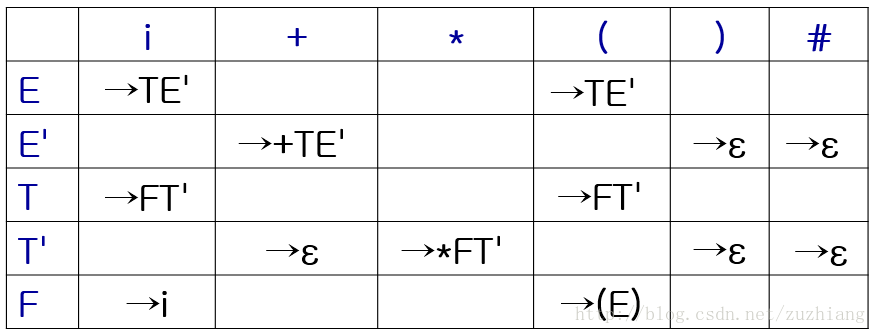 i + * ( ) #
E →TE' →TE'
E' →+TE' →ε →ε
T →FT' →FT'
T' →ε →*FT' →ε →ε
F →i →(E)
http://blog.csdn.net/zuzhiang